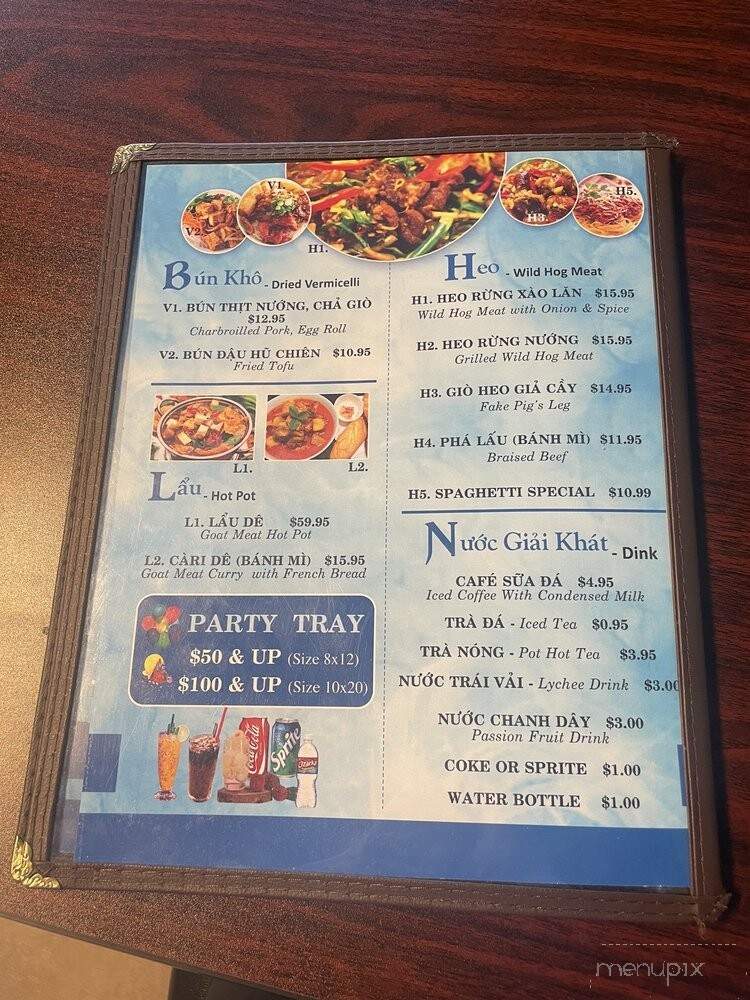 V1.
V2.
H1.
Bún Khô - Dried Vermicelli
V1. BÚN THỊT NƯỚNG, CHẢ GIÒ
$12.95
Charbroilled Pork, Egg Roll
V2. BÚN ĐẬU HŨ CHIÊN $10.95
Fried Tofu
L1.
L2.
Lẩu - Hot Pot
L1. LẨU DÊ $59.95
Goat Meat Hot Pot
L2. CÀRI DÊ (BÁNH MÌ) $15.95
Goat Meat Curry with French Bread
PARTY TRAY
$50 & UP (Size 8x12)
$100 & UP (Size 10x20)
Coca-Cola
Sprite
H3.
H5.
Heo - Wild Hog Meat
H1. HEO RỪNG XÀO LĂN $15.95
Wild Hog Meat with Onion & Spice
H2. HEO RỪNG NƯỚNG $15.95
Grilled Wild Hog Meat
H3. GIÒ HEO GIẢ CẦY $14.95
Fake Pig's Leg
H4. PHÁ LẤU (BÁNH MÌ) $11.95
Braised Beef
H5. SPAGHETTI SPECIAL $10.99
Nước Giải Khát - Dink
CAFÉ SỮA ĐÁ $4.95
Iced Coffee With Condensed Milk
TRÀ ĐÁ - Iced Tea $0.95
TRÀ NÓNG - Pot Hot Tea $3.95
NƯỚC TRÁI VẢI - Lychee Drink $3.00
NƯỚC CHANH DÂY $3.00
Passion Fruit Drink
COKE OR SPRITE $1.00
WATER BOTTLE $1.00
menupix